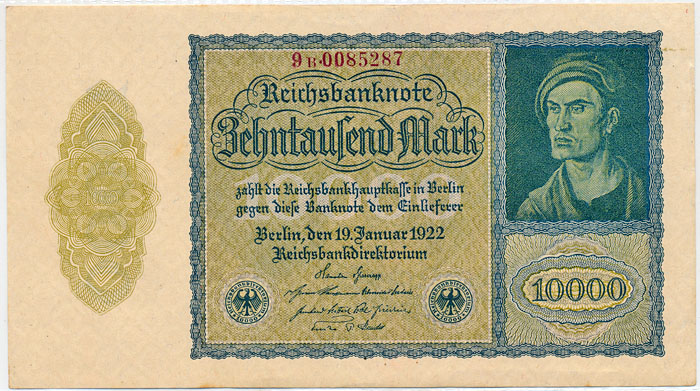 9B·0085287
Reichsbanknote
Zehntausend Mark
zahlt die Reichsbankhauptkasse in Berlin
gegen diese Banknote dem Einlieferer
Berlin, den 19. Januar 1922
Reichsbankdirektorium
10000